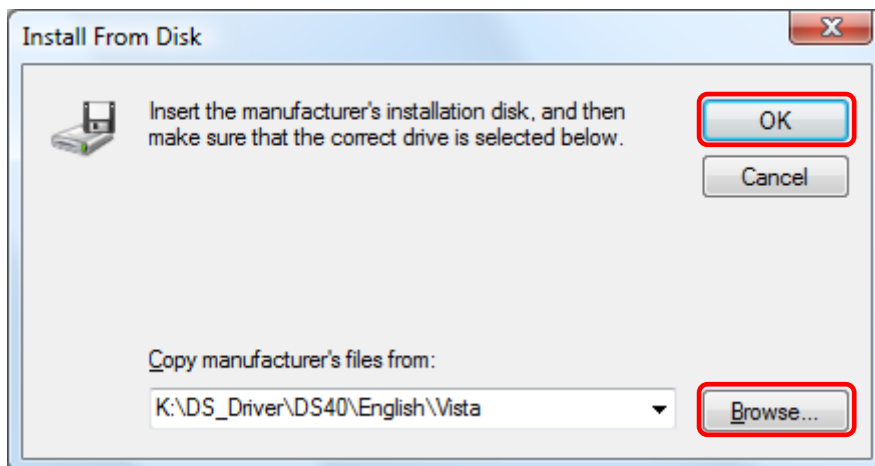 Install From Disk
Insert the manufacturer's installation disk, and then
make sure that the correct drive is selected below.
OK
Cancel
Copy manufacturer's files from:
K:\DS_Driver\DS40\English\Vista
Browse...